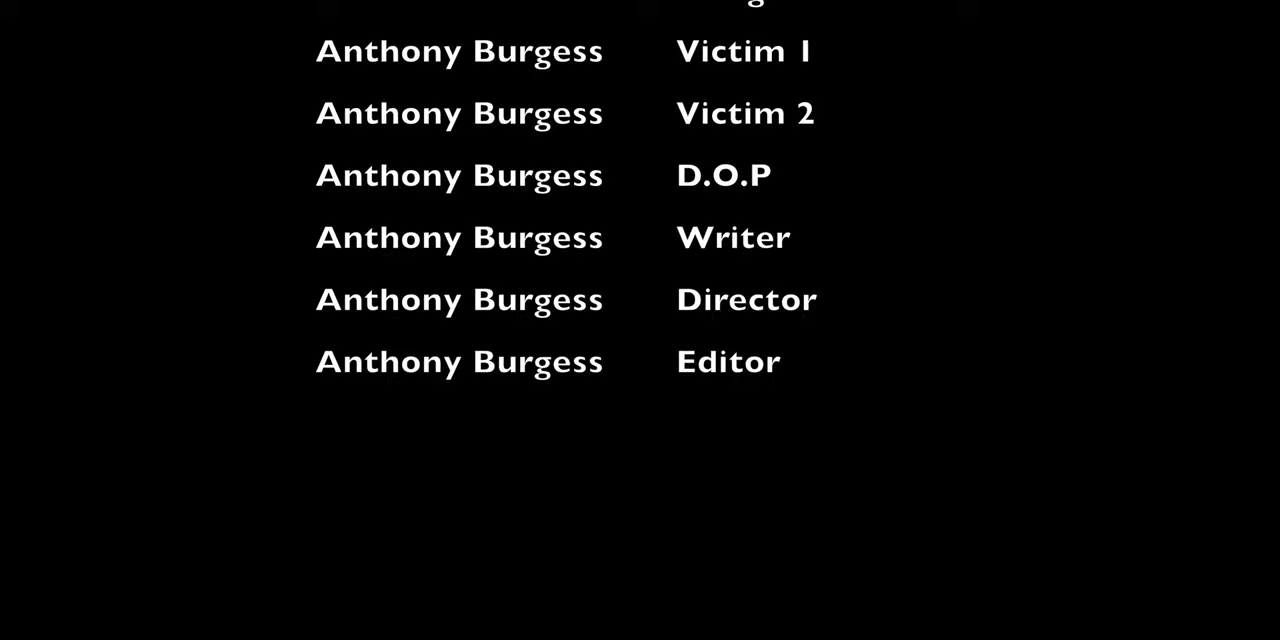 Anthony Burgess Victim 1
Anthony Burgess Victim 2
Anthony Burgess D.O.P
Anthony Burgess Writer
Anthony Burgess Director
Anthony Burgess Editor